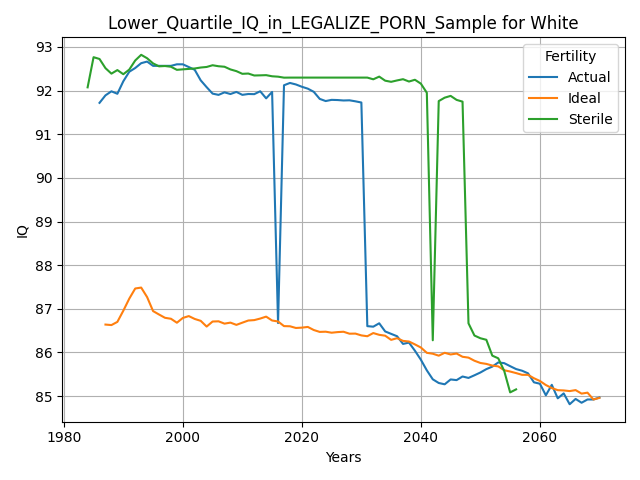 Lower_Quartile_IQ_in_LEGALIZE_PORN_Sample for White
93
92
91
90
89
88
87
86
85
IQ
1980
2000
2020
2040
2060
Years
Fertility
Actual
Ideal
Sterile